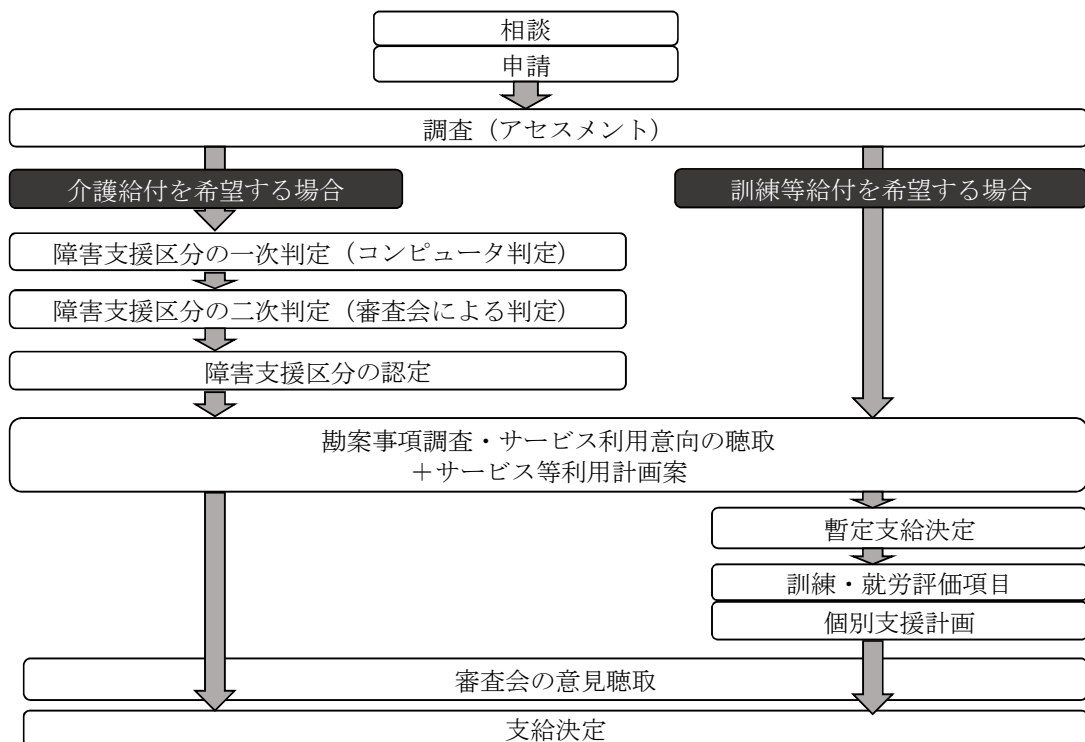 相談
申請
調査（アセスメント）
介護給付を希望する場合
訓練等給付を希望する場合
障害支援区分の一次判定（コンピュータ判定）
障害支援区分の二次判定（審査会による判定）
障害支援区分の認定
勘案事項調査・サービス利用意向の聴取
＋サービス等利用計画案
暫定支給決定
訓練・就労評価項目
個別支援計画
審査会の意見聴取
支給決定